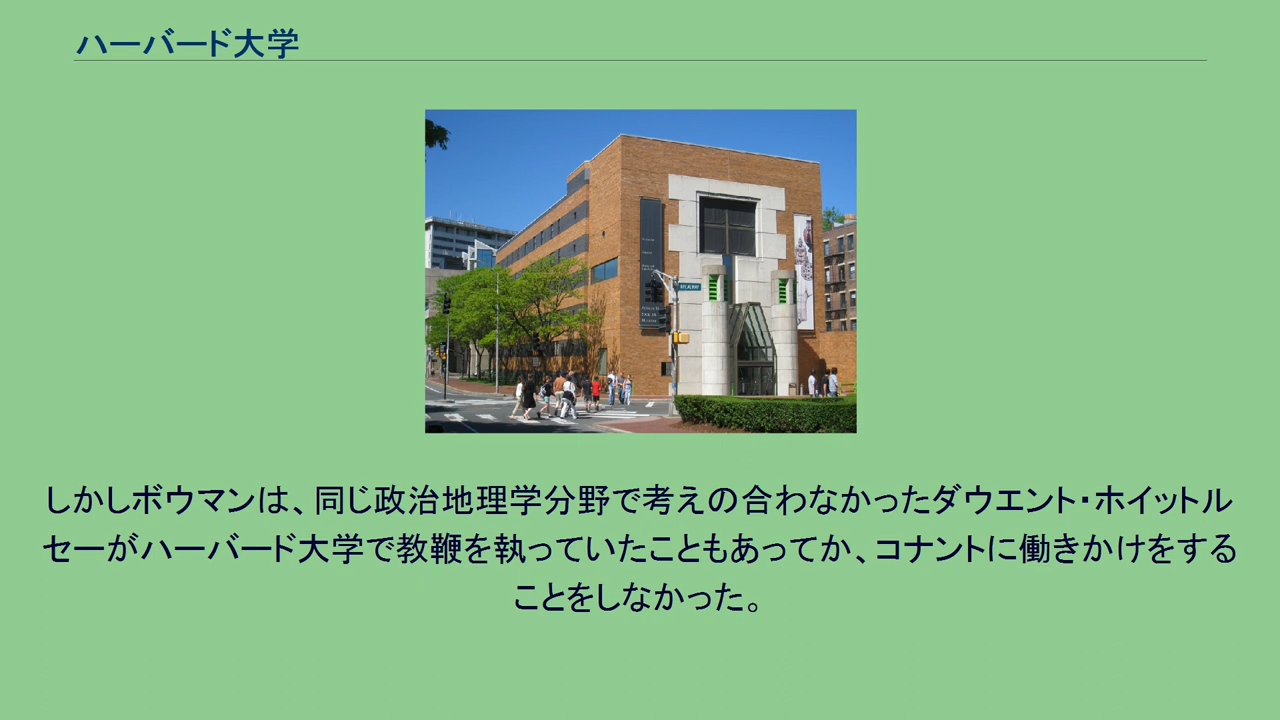 ハーバード大学
しかしボウマンは、同じ政治地理学分野で考えの合わなかったダウエント・ホイットル
セーがハーバード大学で教鞭を執っていたこともあってか、コナントに働きかけをする
ことをしなかった。